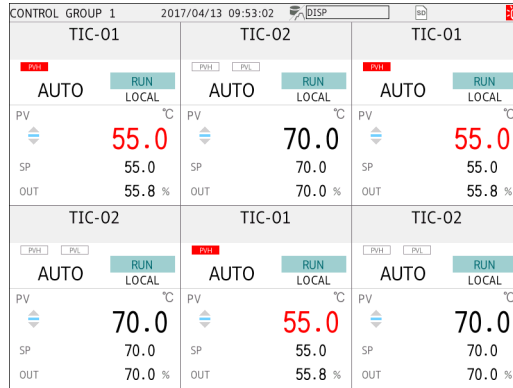 CONTROL GROUP 1 2017/04/13 09:53:02 DISP SD
TIC-01 TIC-02 TIC-01
PVH PVH PVL PVH
AUTO RUN AUTO RUN AUTO RUN
LOCAL LOCAL LOCAL
PV ℃ PV ℃ PV ℃
55.0 70.0 55.0
SP 55.0 SP 70.0 SP 55.0
OUT 55.8 % OUT 70.0 % OUT 55.8 %
TIC-02 TIC-01 TIC-02
PVH PVL PVH PVH PVL
AUTO RUN AUTO RUN AUTO RUN
LOCAL LOCAL LOCAL
PV ℃ PV ℃ PV ℃
70.0 55.0 70.0
SP 70.0 SP 55.0 SP 70.0
OUT 70.0 % OUT 55.8 % OUT 70.0 %